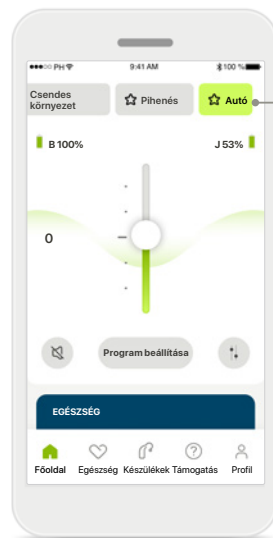 PH 9:41 AM 100 %
Csendes
környezet
Pihenés
Autó
B 100% J 53%
0
Program beállítása
EGÉSZSÉG
Főoldal Egészség Készülékek Támogatás Profil